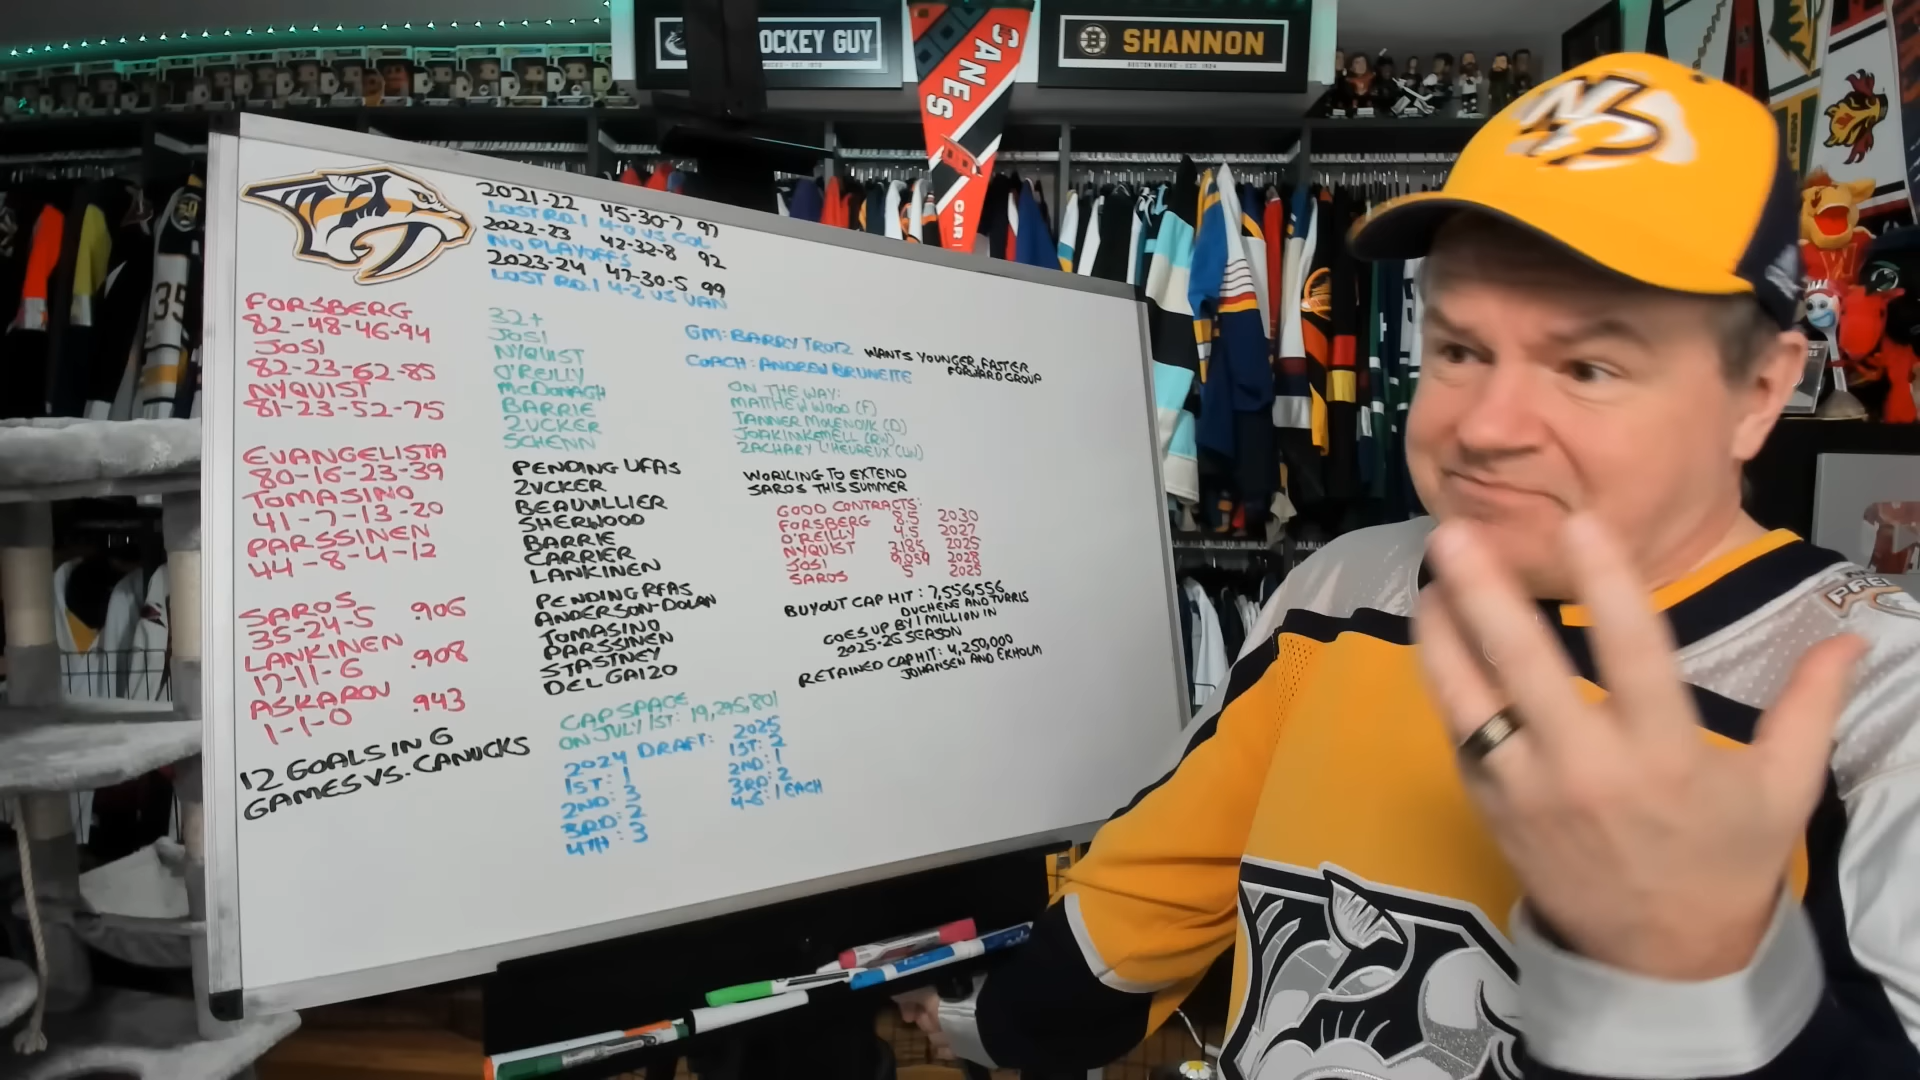 OCKEY GUY
CANES
CAR
SHANNON
BOSTON BRUINS - EST. 1924
NP
35
2021-22 45-30-7 97
LOST RD.1 4-0 VS COL
2022-23 42-32-8 92
NO PLAYOFFS
2023-24 47-30-5 99
LOST RD.1 4-2 VS VAN
FORSBERG
82-48-46-94
JOSI
82-23-62-85
NYQUIST
81-23-52-75
EVANGELISTA
80-16-23-39
TOMASINO
41-7-13-20
PARSSINEN
44-8-4-12
SAROS
35-24-5 .906
LANKINEN
17-11-6 .908
ASKAROV
1-1-0 .943
12 GOALS IN 6
GAMES VS. CANUCKS
32+
JOSI
NYQUIST
O'REILLY
McDONAGH
BARRIE
ZUCKER
SCHENN
PENDING UFAS
ZUCKER
BEAUVILLIER
SHERWOOD
BARRIE
CARRIER
LANKINEN
PENDING RFAS
ANDERSON-DOLAN
TOMASINO
PARSSINEN
STASTNEY
DEL GAIZO
CAP SPACE
ON JULY 1ST: 19,295,801
2024 DRAFT:
1ST: 1
2ND: 3
3RD: 2
4TH: 3
2025
1ST: 2
2ND: 1
3RD: 2
4-6: 1 EACH
GM: BARRY TROTZ
COACH: ANDREW BRUNETTE
WANTS YOUNGER, FASTER
FORWARD GROUP
ON THE WAY:
MATTHEW WOOD (F)
TANNER MOLENDYK (D)
JOAKIM KEMELL (RW)
ZACHARY L'HEUREUX (LW)
WORKING TO EXTEND
SAROS THIS SUMMER
GOOD CONTRACTS:
FORSBERG 8.5 2030
O'REILLY 4.5 2027
NYQUIST 3.185 2025
JOSI 9.059 2028
SAROS 5 2025
BUYOUT CAP HIT: 7,556,556
DUCHENE AND TURRIS
GOES UP BY 1 MILLION IN
2025-26 SEASON
RETAINED CAP HIT: 4,250,000
JOHANSEN AND EKHOLM